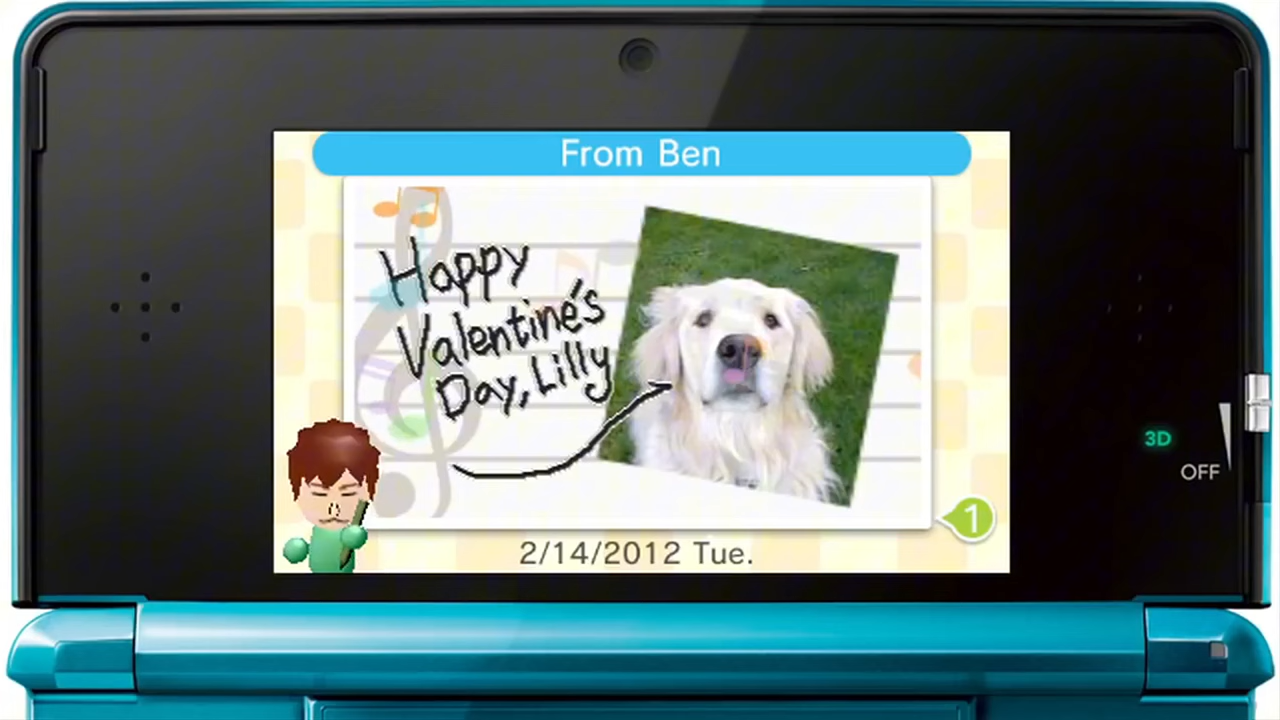 From Ben
Happy
Valentine's
Day, Lilly
1
2/14/2012 Tue.
3D
OFF